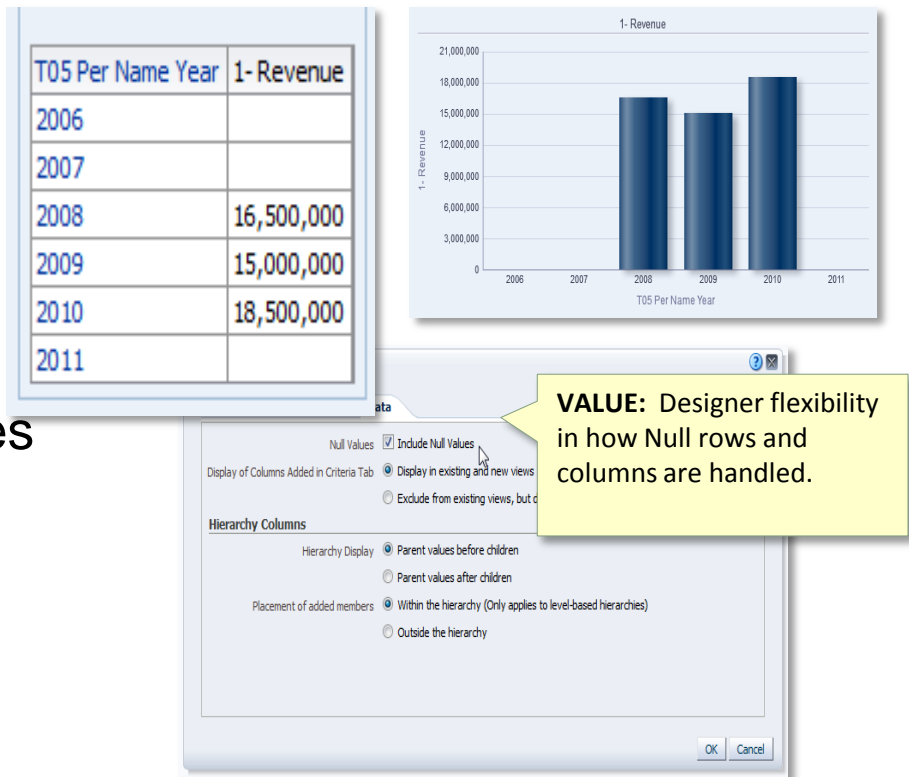 T05 Per Name Year 1- Revenue
2006
2007
2008 16,500,000
2009 15,000,000
2010 18,500,000
2011
1- Revenue
21,000,000
18,000,000
15,000,000
12,000,000
9,000,000
6,000,000
3,000,000
0
1- Revenue
2006 2007 2008 2009 2010 2011
T05 Per Name Year
es
ata
Null Values Include Null Values
Display of Columns Added in Criteria Tab Display in existing and new views
Exclude from existing views, but d
Hierarchy Columns
Hierarchy Display Parent values before children
Parent values after children
Placement of added members Within the hierarchy (Only applies to level-based hierarchies)
Outside the hierarchy
OK Cancel
VALUE: Designer flexibility
in how Null rows and
columns are handled.